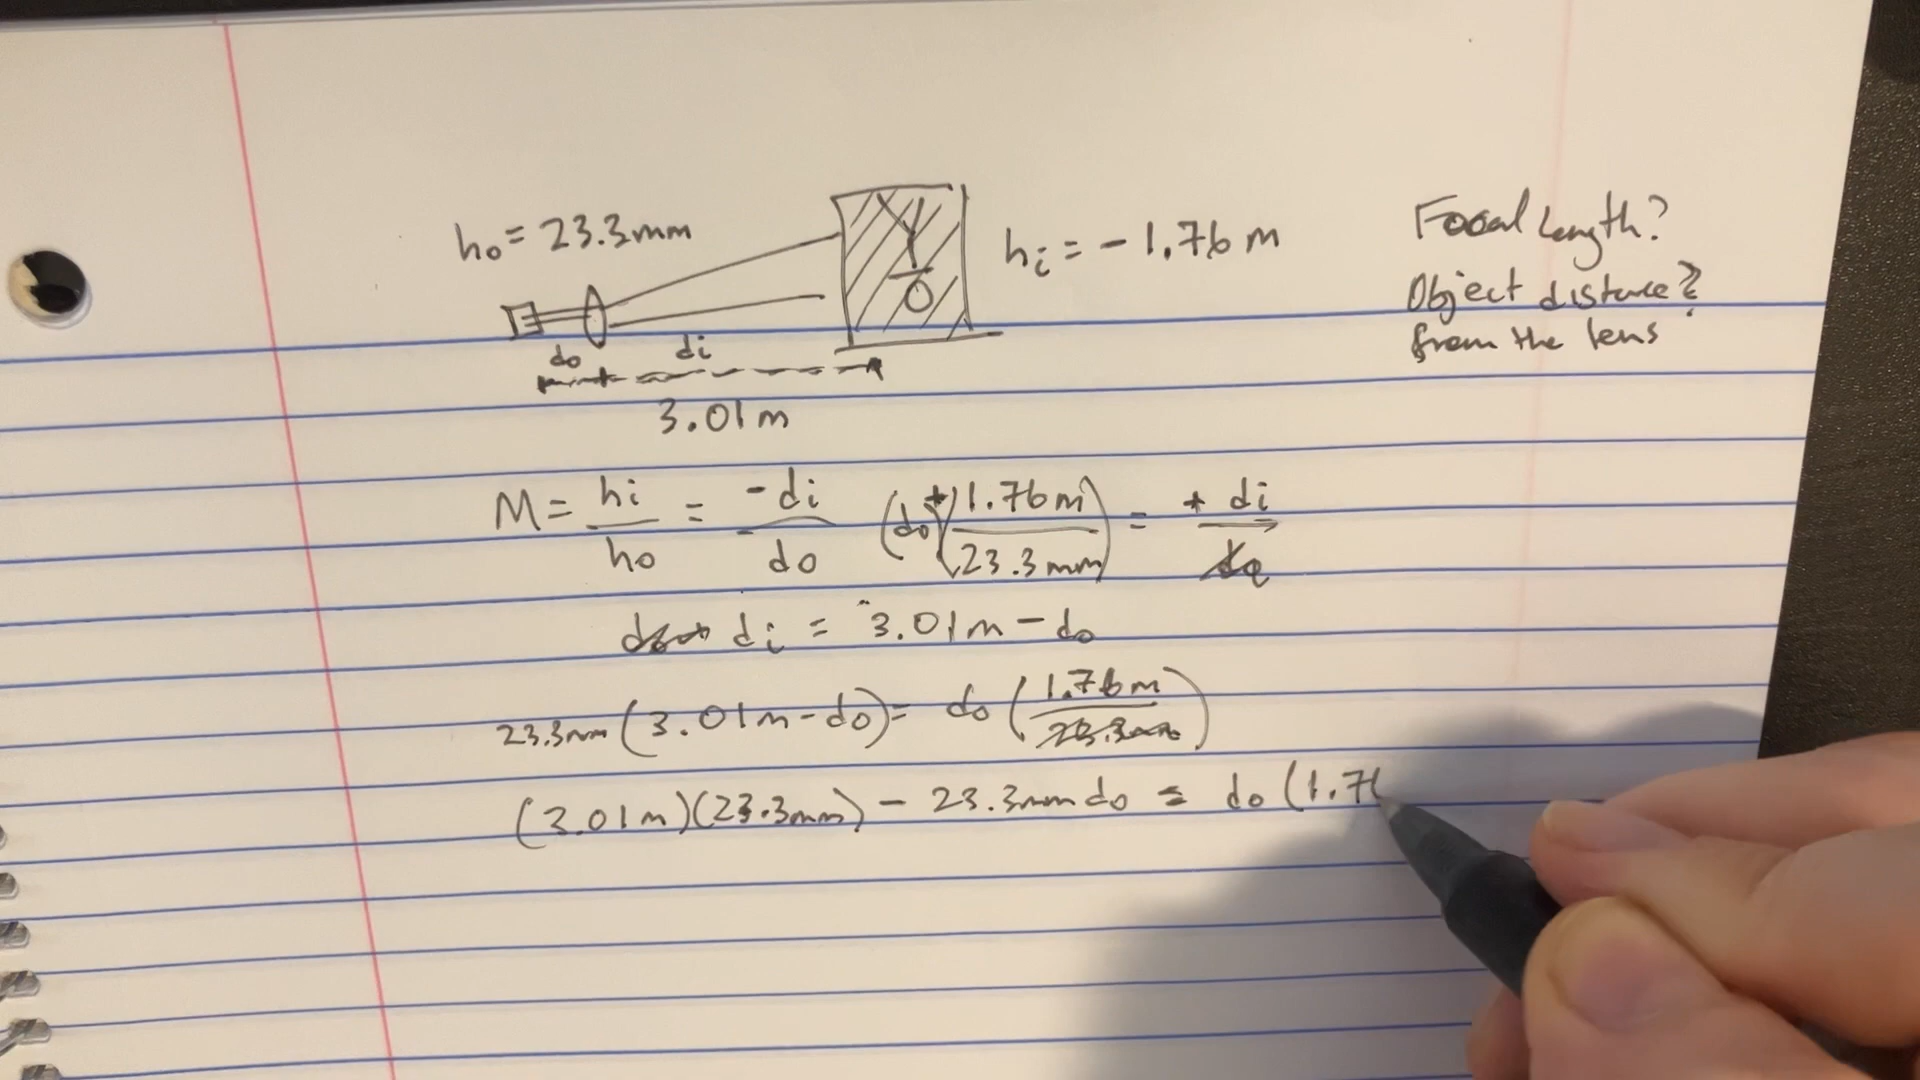 ho = 23.3mm
hi = - 1.76 m
Focal Length?
Object distance?
from the lens
do
di
3.01 m
M = hi/ho = -di/do (do)(+1.76m/23.3mm) = + di/do
di = 3.01m - do
23.3mm (3.01m - do) = do (1.76m/23.3mm)
(3.01m)(23.3mm) - 23.3mm do = do (1.76